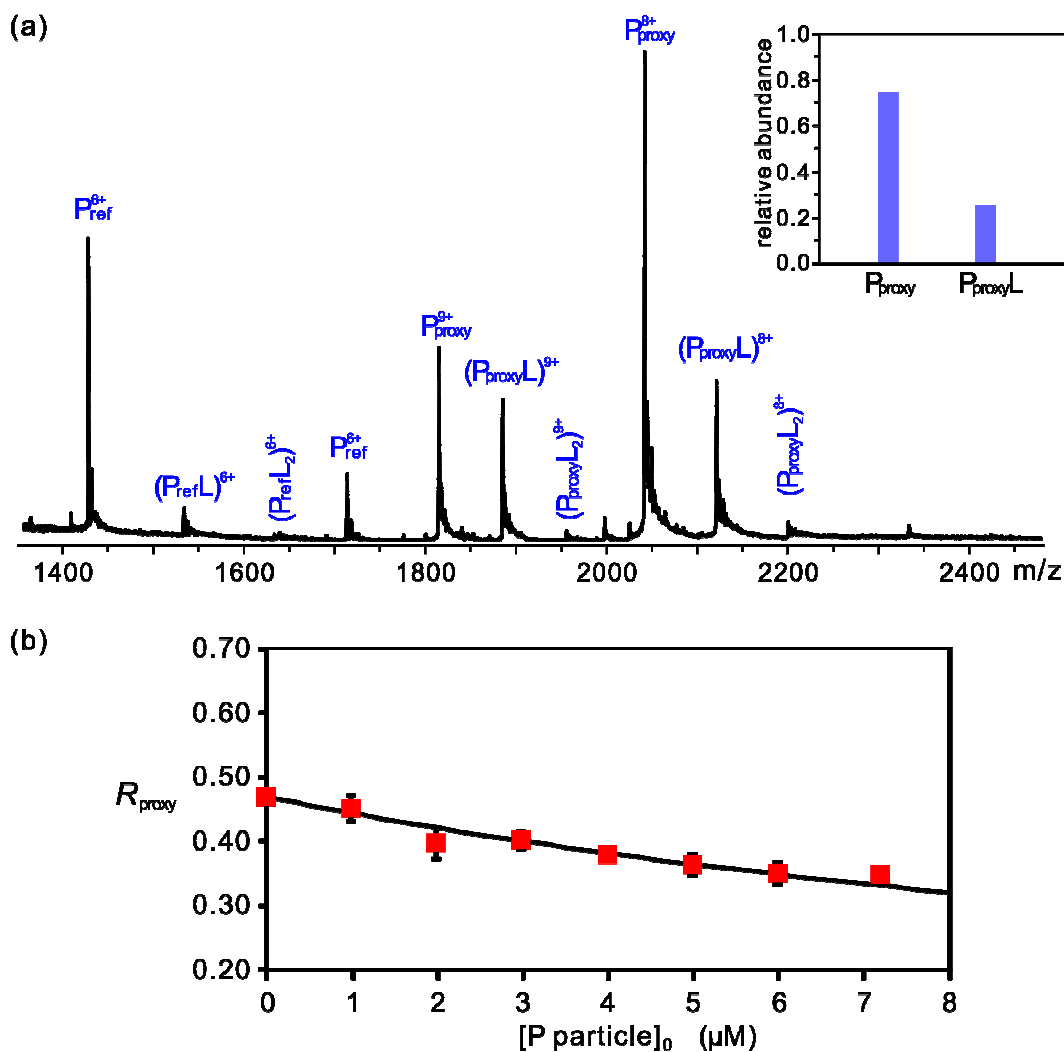 (a)
P_proxy^8+
P_ref^6+
P_proxy^9+
(P_proxyL)^9+
(P_proxyL)^8+
(P_refL)^6+
(P_refL_2)^6+
P_ref^6+
(P_proxyL_2)^9+
(P_proxyL_2)^8+
1400 1600 1800 2000 2200 2400 m/z
relative abundance
1.0
0.8
0.6
0.4
0.2
0.0
P_proxy P_proxyL
(b)
0.70
0.60
0.50
0.40
0.30
0.20
R_proxy
0 1 2 3 4 5 6 7 8
[P particle]_0 (µM)